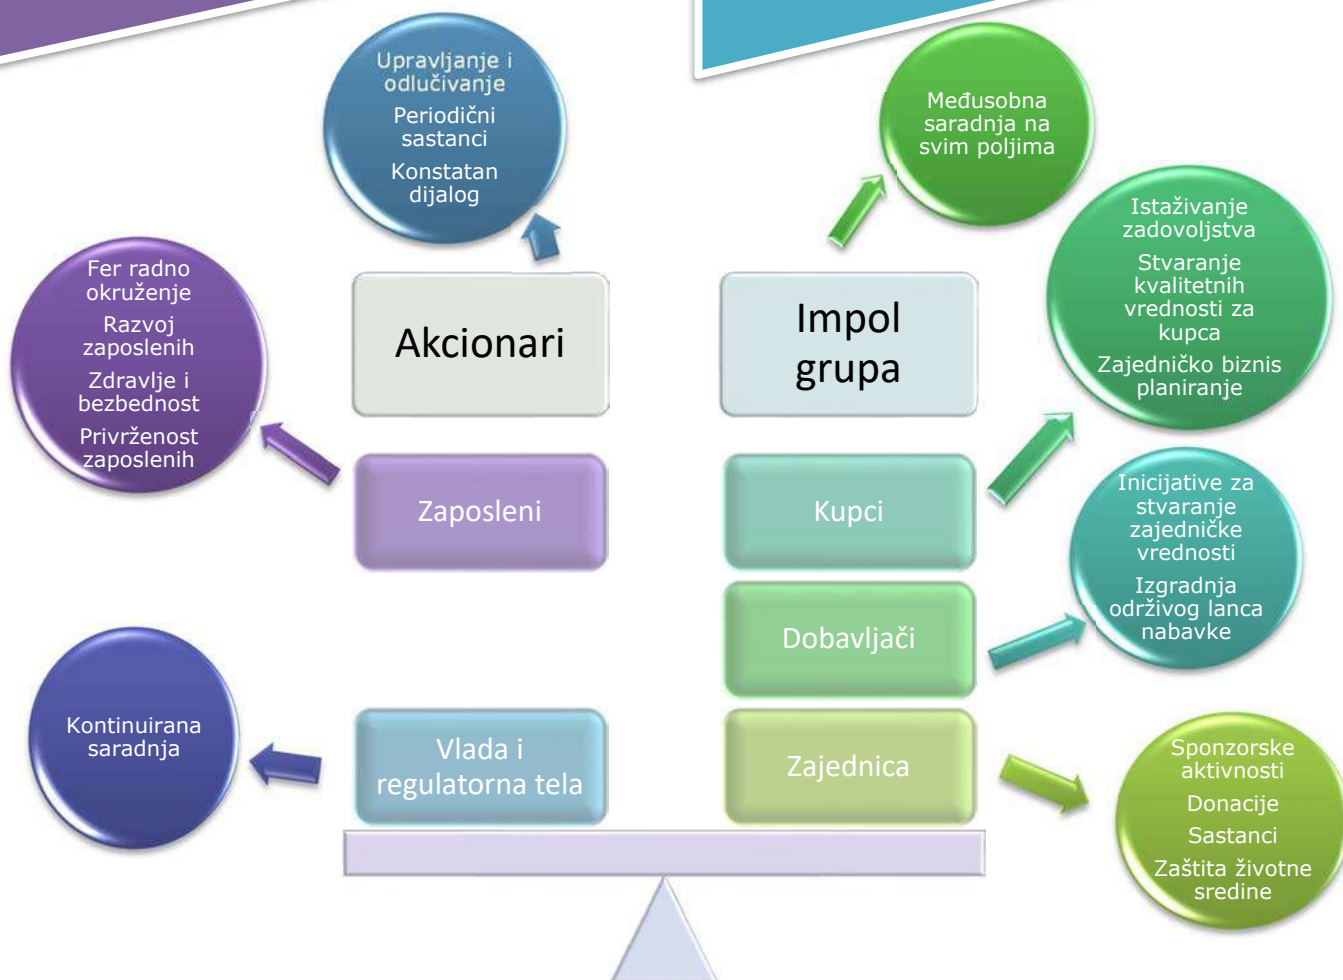 Upravljanje i
odlučivanje
Periodični
sastanci
Konstatan
dijalog
Međusobna
saradnja na
svim poljima
Fer radno
okruženje
Razvoj
zaposlenih
Zdravlje i
bezbednost
Privrženost
zaposlenih
Akcionari
Impol
grupa
Istaživanje
zadovoljstva
Stvaranje
kvalitetnih
vrednosti za
kupca
Zajedničko biznis
planiranje
Zaposleni
Kupci
Inicijative za
stvaranje
zajedničke
vrednosti
Izgradnja
održivog lanca
nabavke
Dobavljači
Kontinuirana
saradnja
Vlada i
regulatorna tela
Zajednica
Sponzorske
aktivnosti
Donacije
Sastanci
Zaštita životne
sredine